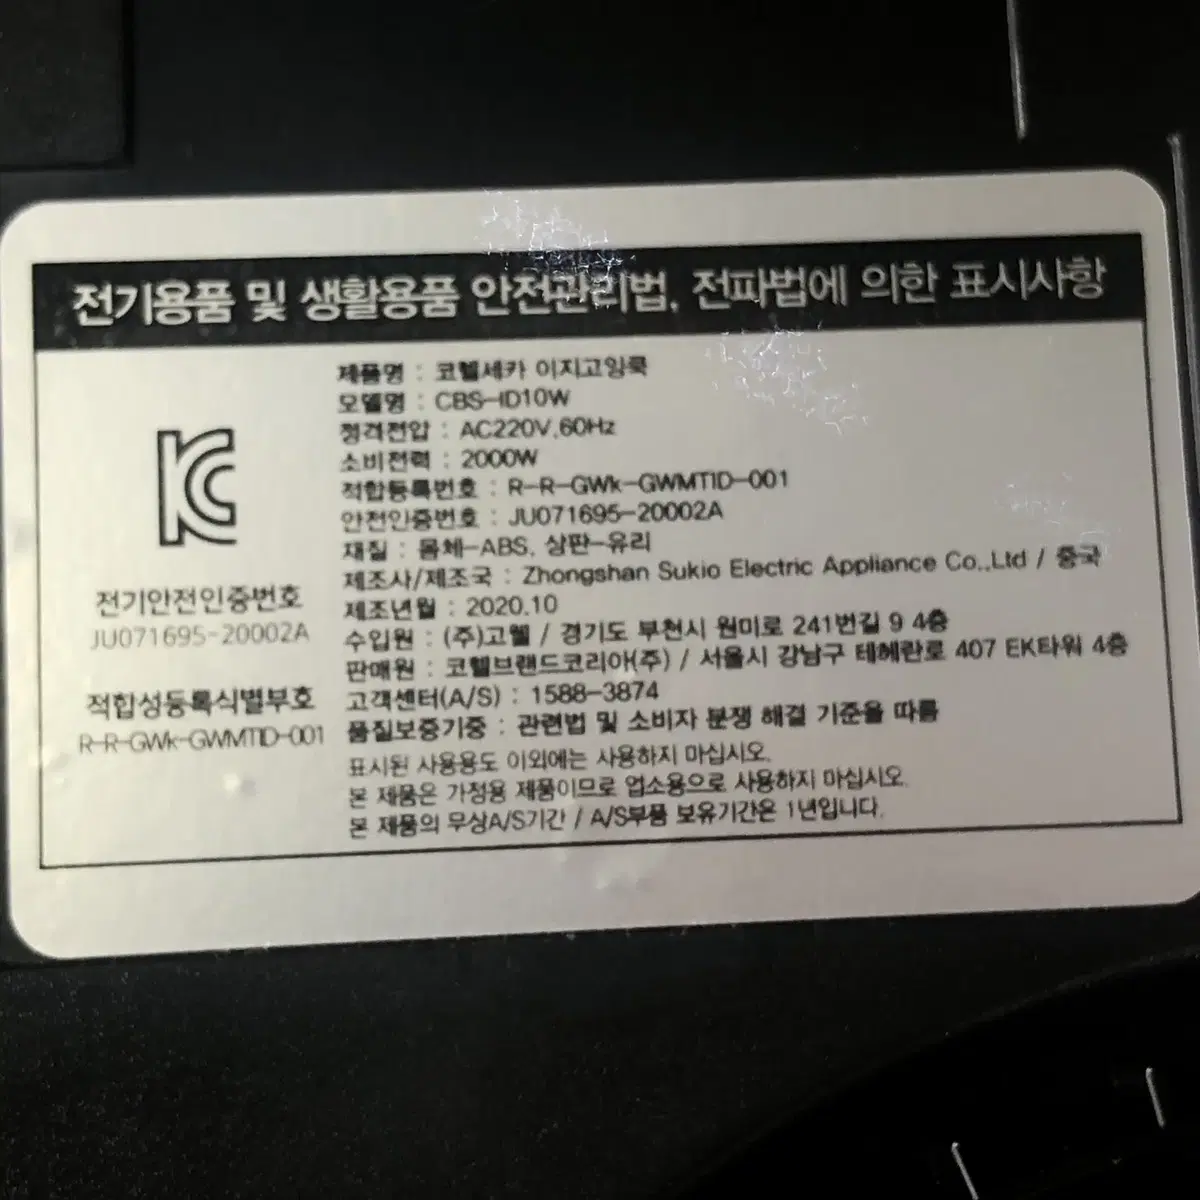 전기용품 및 생활용품 안전관리법, 전파법에 의한 표시사항
KC
전기안전인증번호
JU071695-20002A
적합성등록식별부호
R-R-GWk-GWMTID-001
제품명 : 코헬세카 이지고잉쿡
모델명 : CBS-ID10W
정격전압 : AC220V,60Hz
소비전력 : 2000W
적합등록번호 : R-R-GWk-GWMTID-001
안전인증번호 : JU071695-20002A
재질 : 몸체-ABS, 상판-유리
제조사/제조국 : Zhongshan Sukio Electric Appliance Co.,Ltd / 중국
제조년월 : 2020.10
수입원 : (주)고헬 / 경기도 부천시 원미로 241번길 9 4층
판매원 : 코헬브랜드코리아(주) / 서울시 강남구 테헤란로 407 EK타워 4층
고객센터(A/S) : 1588-3874
품질보증기준 : 관련법 및 소비자 분쟁 해결 기준을 따름
표시된 사용용도 이외에는 사용하지 마십시오.
본 제품은 가정용 제품이므로 업소용으로 사용하지 마십시오.
본 제품의 무상A/S기간 / A/S부품 보유기간은 1년입니다.